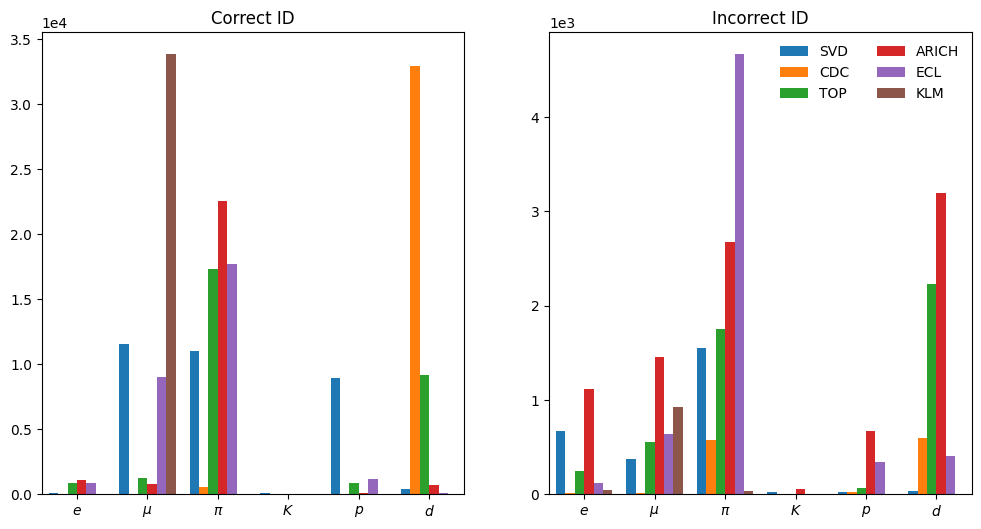 Correct ID
1e4
3.5
3.0
2.5
2.0
1.5
1.0
0.5
0.0
e μ π K p d
Incorrect ID
1e3
SVD ARICH
CDC ECL
TOP KLM
4
3
2
1
0
e μ π K p d